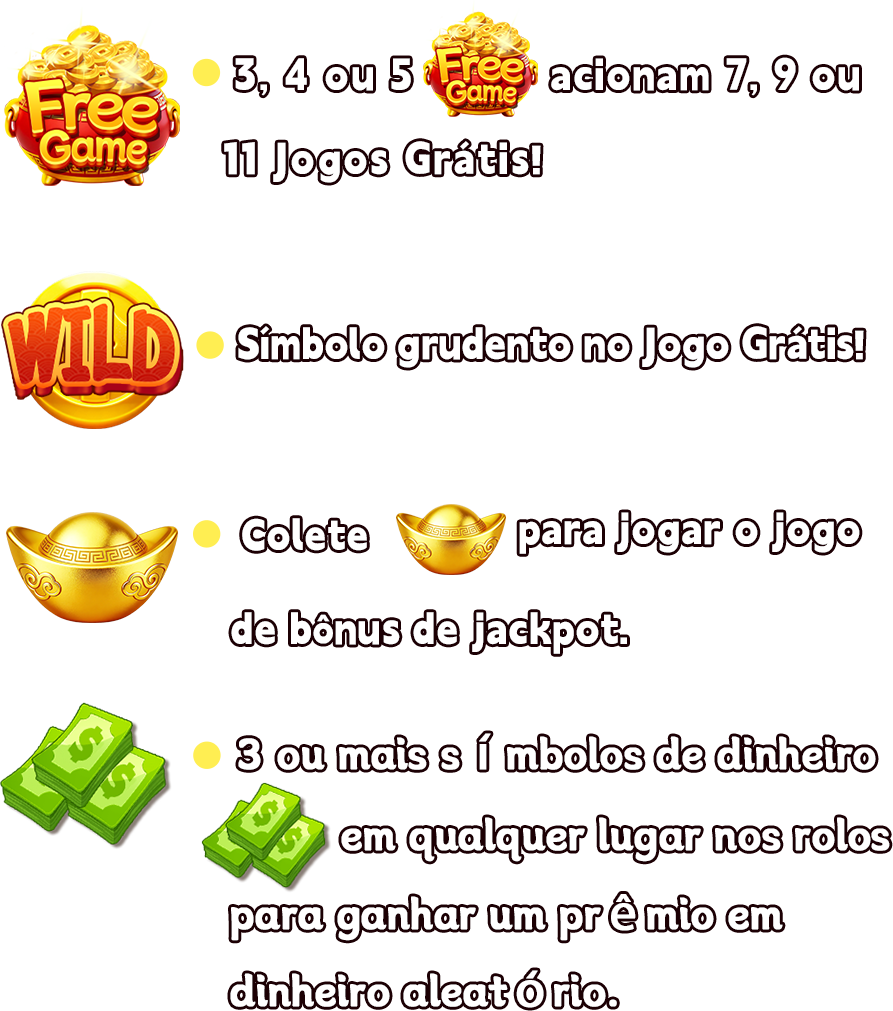 Free Game
3, 4 ou 5 Free Game acionam 7, 9 ou
11 Jogos Grátis!
WILD
Símbolo grudento no Jogo Grátis!
Colete para jogar o jogo
de bônus de jackpot.
3 ou mais s í mbolos de dinheiro
em qualquer lugar nos rolos
para ganhar um pr ê mio em
dinheiro aleat ó rio.